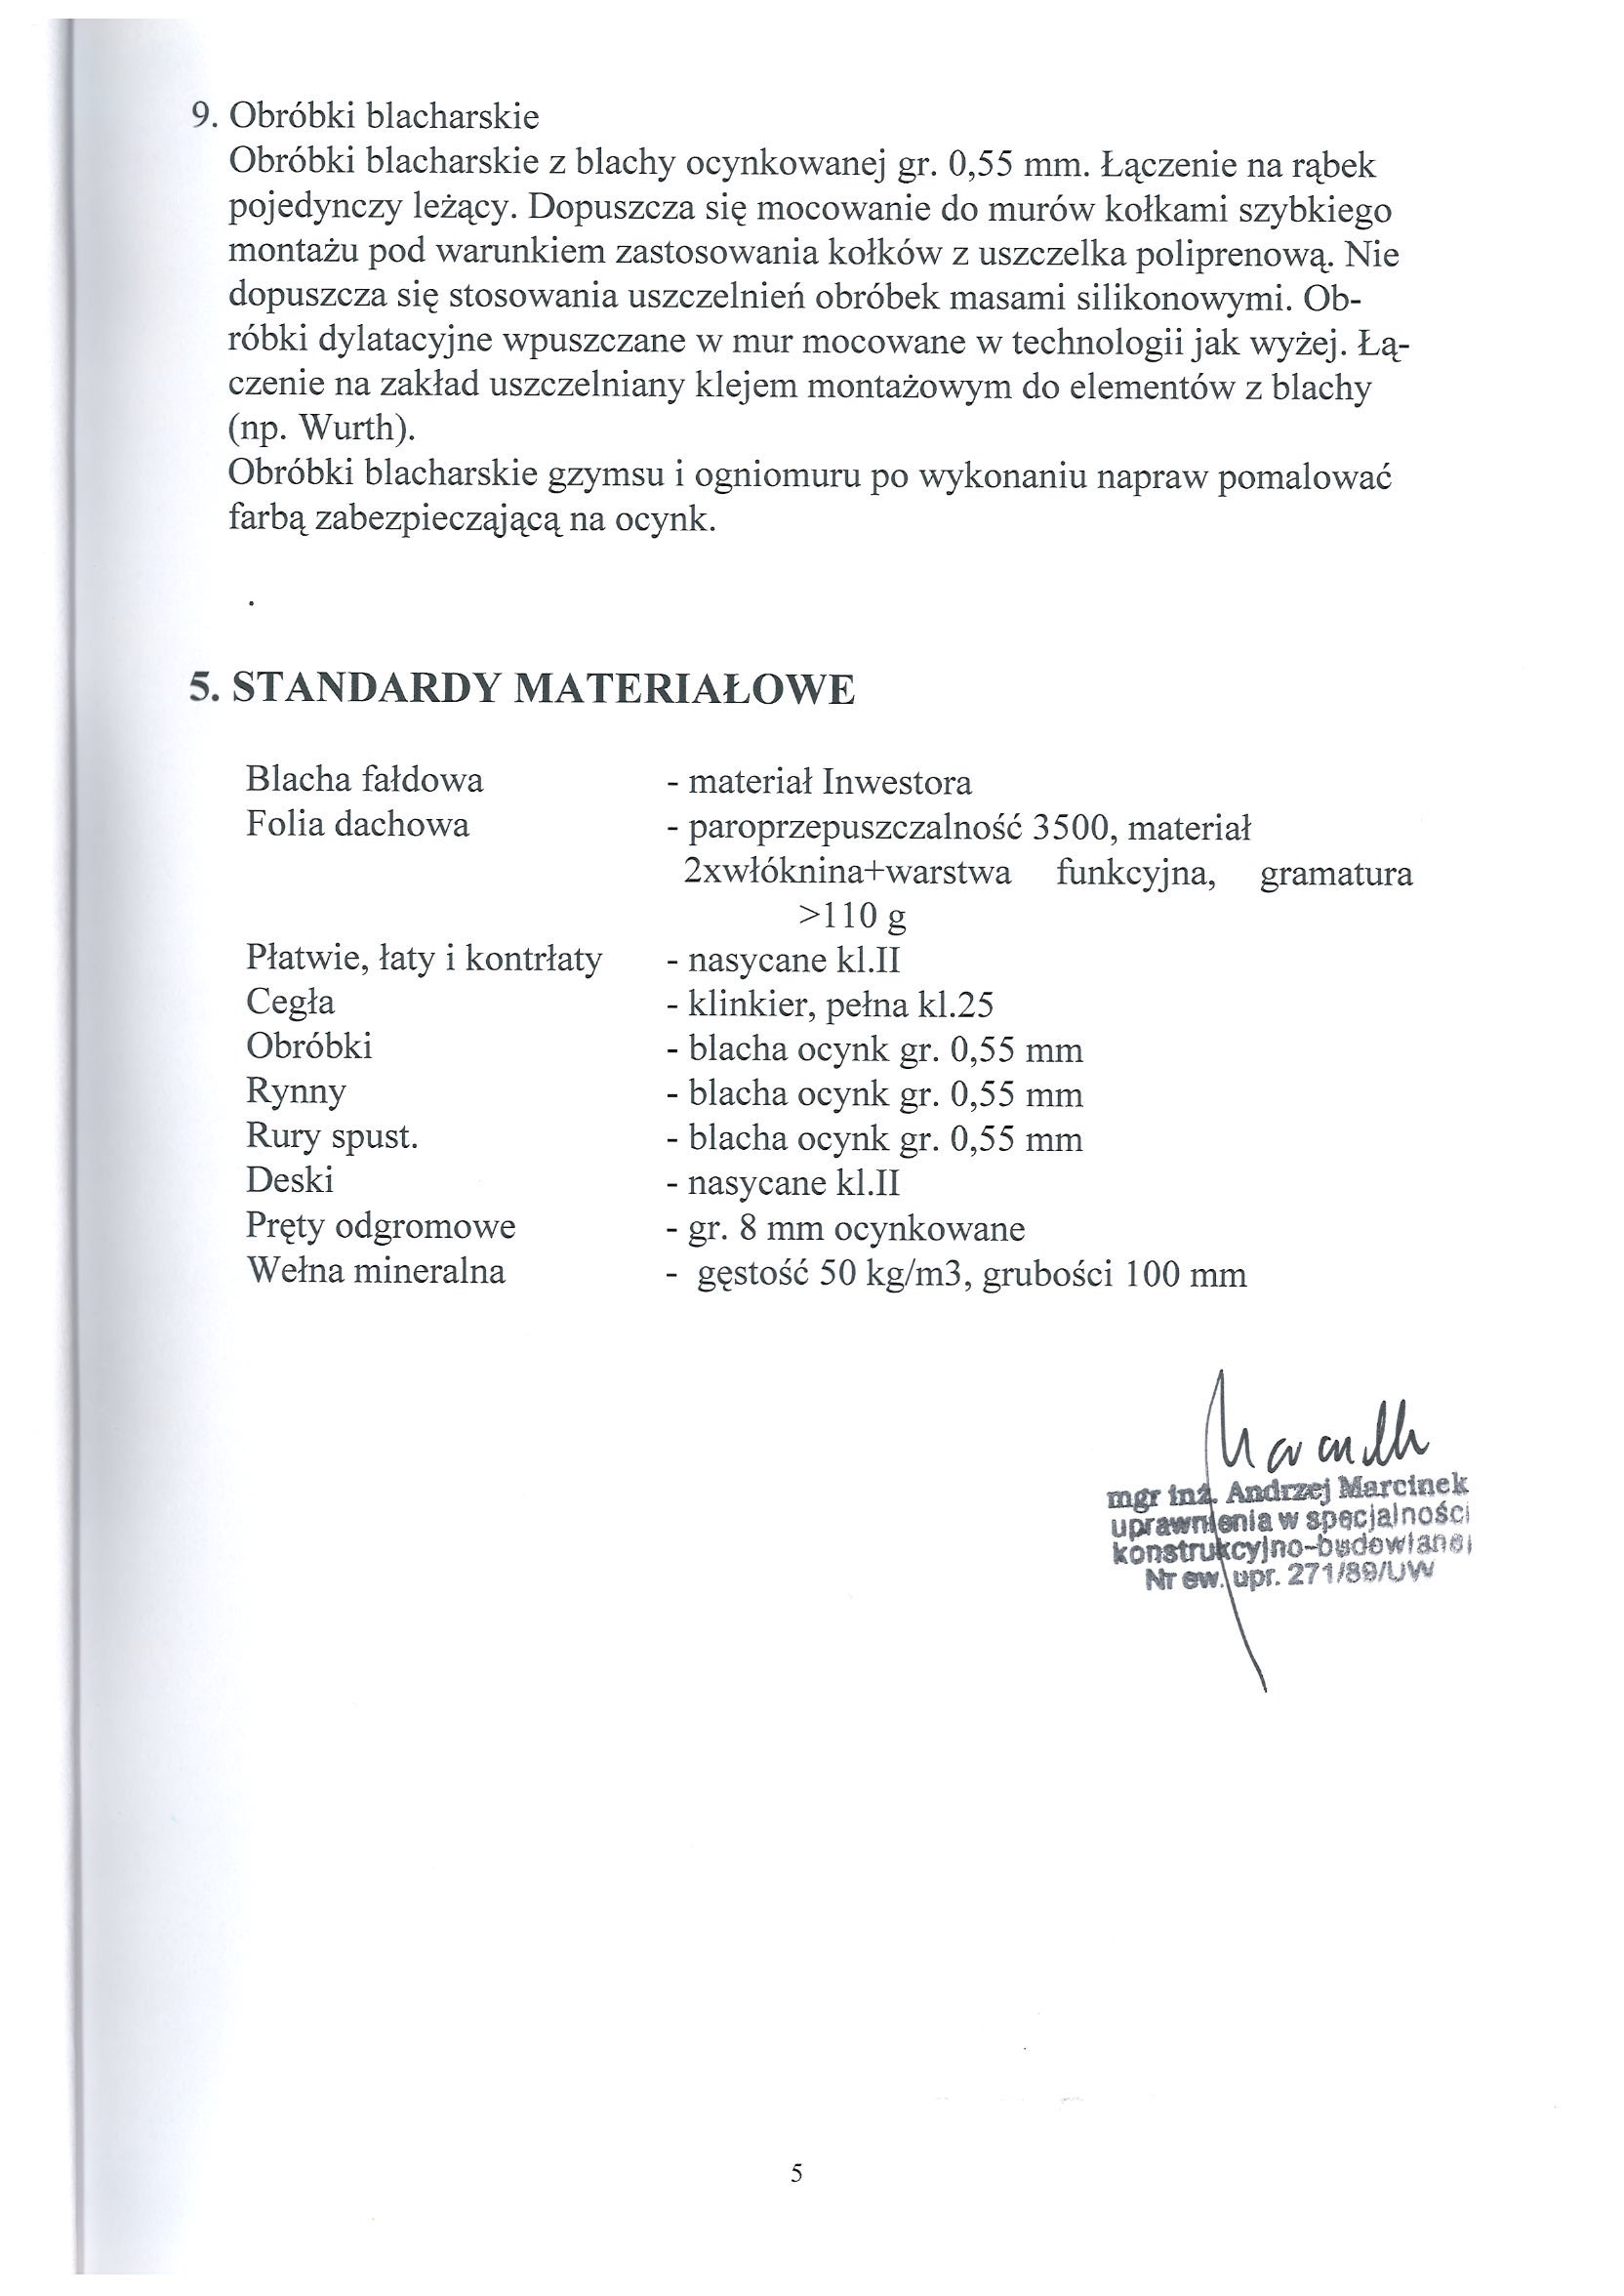 9. Obróbki blacharskie
Obróbki blacharskie z blachy ocynkowanej gr. 0,55 mm. Łączenie na rąbek
pojedynczy leżący. Dopuszcza się mocowanie do murów kołkami szybkiego
montażu pod warunkiem zastosowania kołków z uszczelka poliprenową. Nie
dopuszcza się stosowania uszczelnień obróbek masami silikonowymi. Ob-
róbki dylatacyjne wpuszczane w mur mocowane w technologii jak wyżej. Łą-
czenie na zakład uszczelniany klejem montażowym do elementów z blachy
(np. Wurth).
Obróbki blacharskie gzymsu i ogniomuru po wykonaniu napraw pomalować
farbą zabezpieczająjącą na ocynk.
.
5. STANDARDY MATERIAŁOWE
Blacha fałdowa - materiał Inwestora
Folia dachowa - paroprzepuszczalność 3500, materiał
2xwłóknina+warstwa funkcyjna, gramatura
>110 g
Płatwie, łaty i kontrłaty - nasycane kl.II
Cegła - klinkier, pełna kl.25
Obróbki - blacha ocynk gr. 0,55 mm
Rynny - blacha ocynk gr. 0,55 mm
Rury spust. - blacha ocynk gr. 0,55 mm
Deski - nasycane kl.II
Pręty odgromowe - gr. 8 mm ocynkowane
Wełna mineralna - gęstość 50 kg/m3, grubości 100 mm
mgr inż. Andrzej Marcinek
uprawnienia w specjalności
konstrukcyjno-budowlanej
Nr ew. upr. 271/89/UW
5